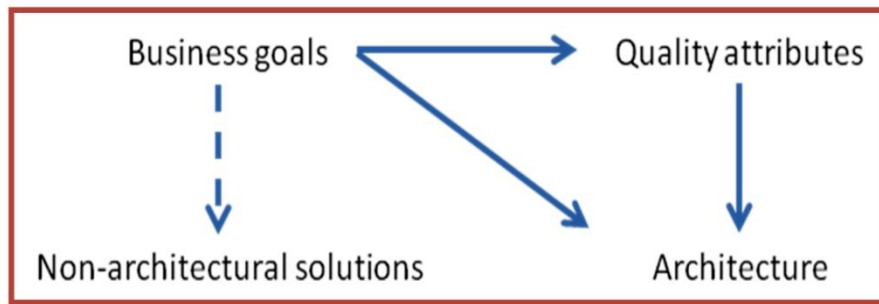 Business goals Quality attributes
Non-architectural solutions Architecture